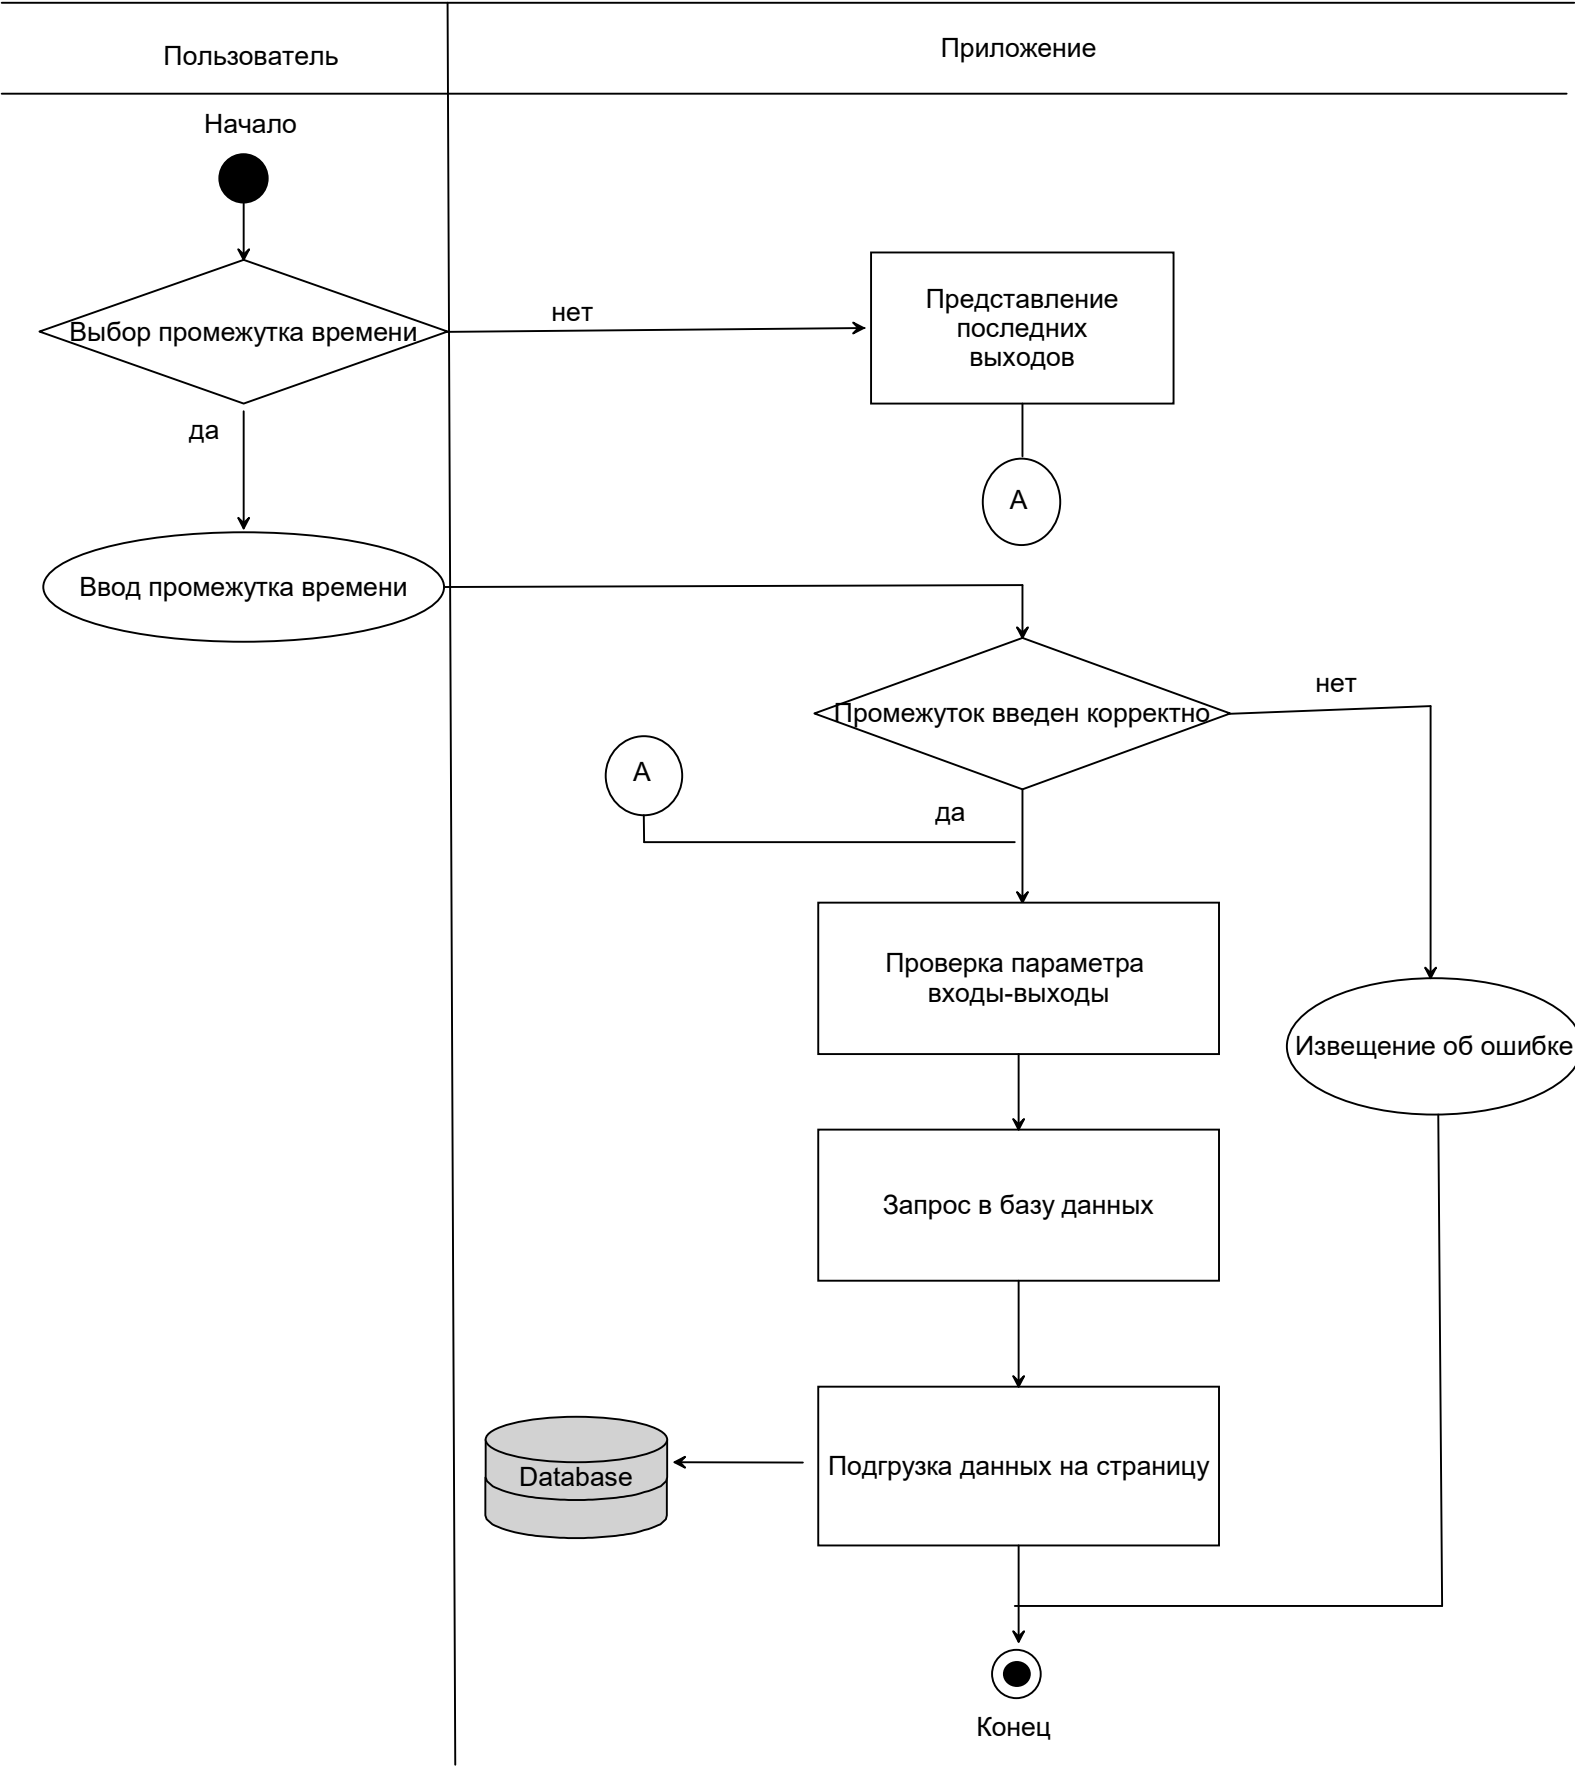 Пользователь
Приложение
Начало
Выбор промежутка времени
нет
Представление
последних
выходов
да
А
Ввод промежутка времени
нет
Промежуток введен корректно
А
да
Проверка параметра
входы-выходы
Извещение об ошибке
Запрос в базу данных
Подгрузка данных на страницу
Database
Конец